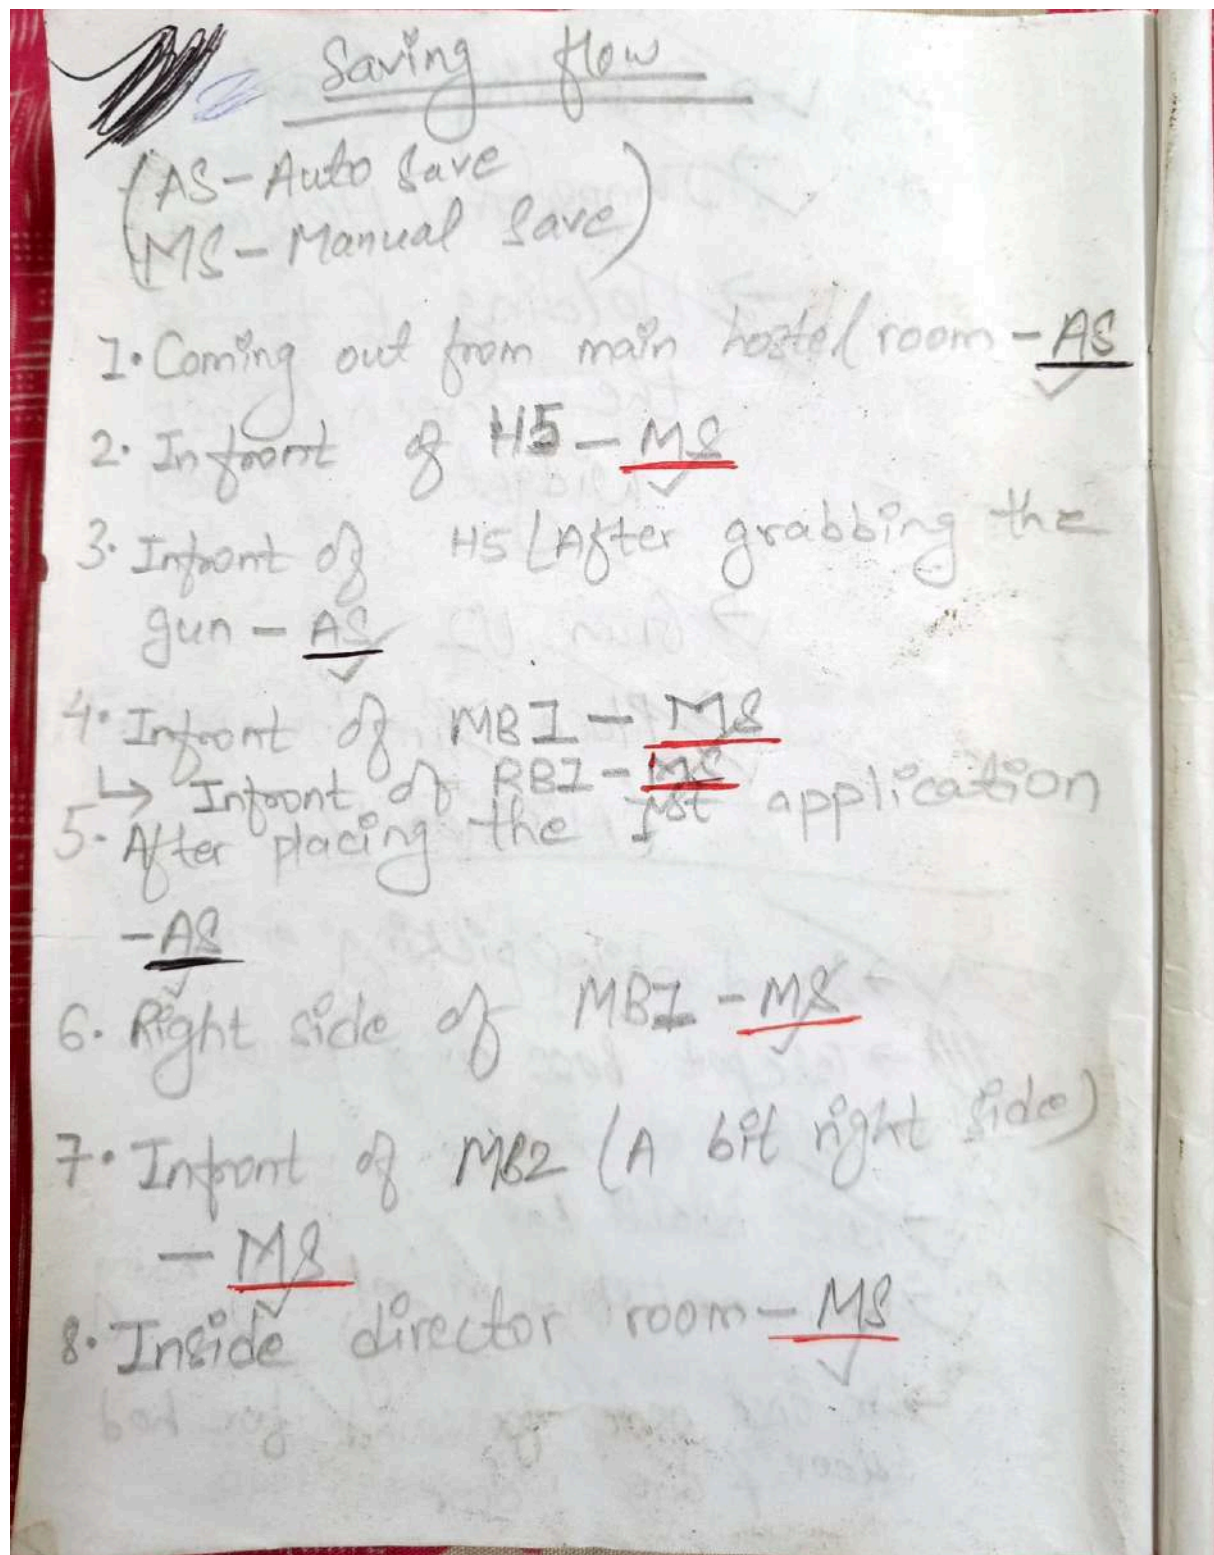 Saving flow
(AS - Auto Save
MS - Manual Save)
1. Coming out from main hostel room - AS
2. Infront of H5 - MS
3. Infront of H5 (After grabbing the
gun - AS
4. Infront of MB1 - MS
↳ Infront of RB1 - MS
5. After placing the 1st application
- AS
6. Right side of MB1 - MS
7. Infront of MB2 (A bit right side)
- MS
8. Inside director room - MS